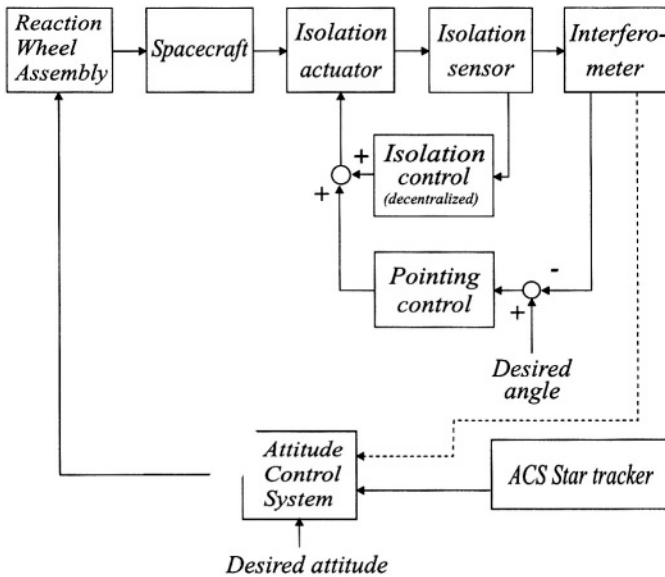 Reaction
Wheel
Assembly
Spacecraft
Isolation
actuator
Isolation
sensor
Interfero-
meter
+
+
Isolation
control
(decentralized)
Pointing
control
-
+
Desired
angle
Attitude
Control
System
ACS Star tracker
Desired attitude